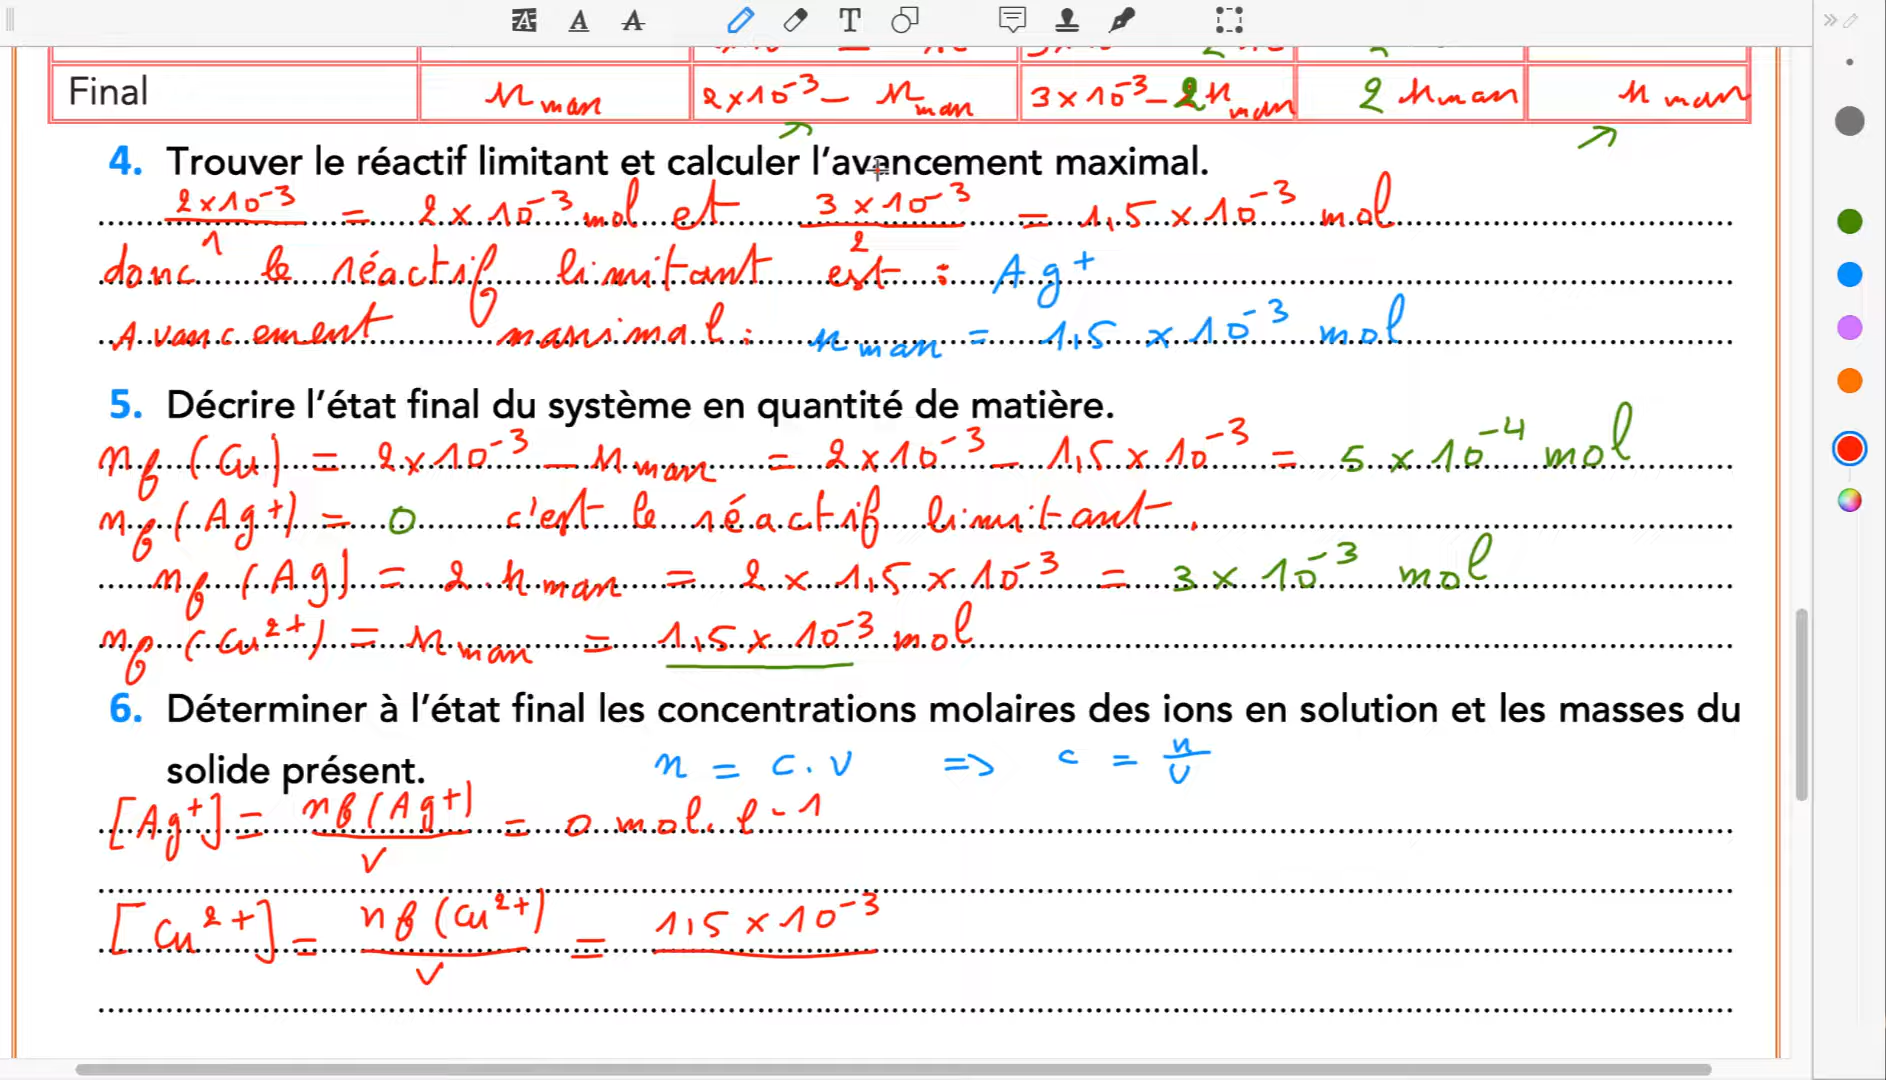 Final x max 2×10⁻³ – x max 3×10⁻³ – 2x max 2 x max x max
4. Trouver le réactif limitant et calculer l'avancement maximal.
2×10⁻³/1 = 2×10⁻³ mol et 3×10⁻³/2 = 1,5×10⁻³ mol
donc le réactif limitant est : Ag⁺
Avancement maximal : x max = 1,5 × 10⁻³ mol
5. Décrire l'état final du système en quantité de matière.
nf (Cu) = 2×10⁻³ – x max = 2×10⁻³ – 1,5×10⁻³ = 5×10⁻⁴ mol
nf (Ag⁺) = 0 c'est le réactif limitant.
nf (Ag) = 2. x max = 2 × 1,5×10⁻³ = 3×10⁻³ mol
nf (Cu²⁺) = x max = 1,5 × 10⁻³ mol
6. Déterminer à l'état final les concentrations molaires des ions en solution et les masses du
solide présent. n = c.v => c = n/v
[Ag⁺] = nf(Ag⁺)/v = 0 mol.l-1
[Cu²⁺] = nf(Cu²⁺)/v = 1,5×10⁻³